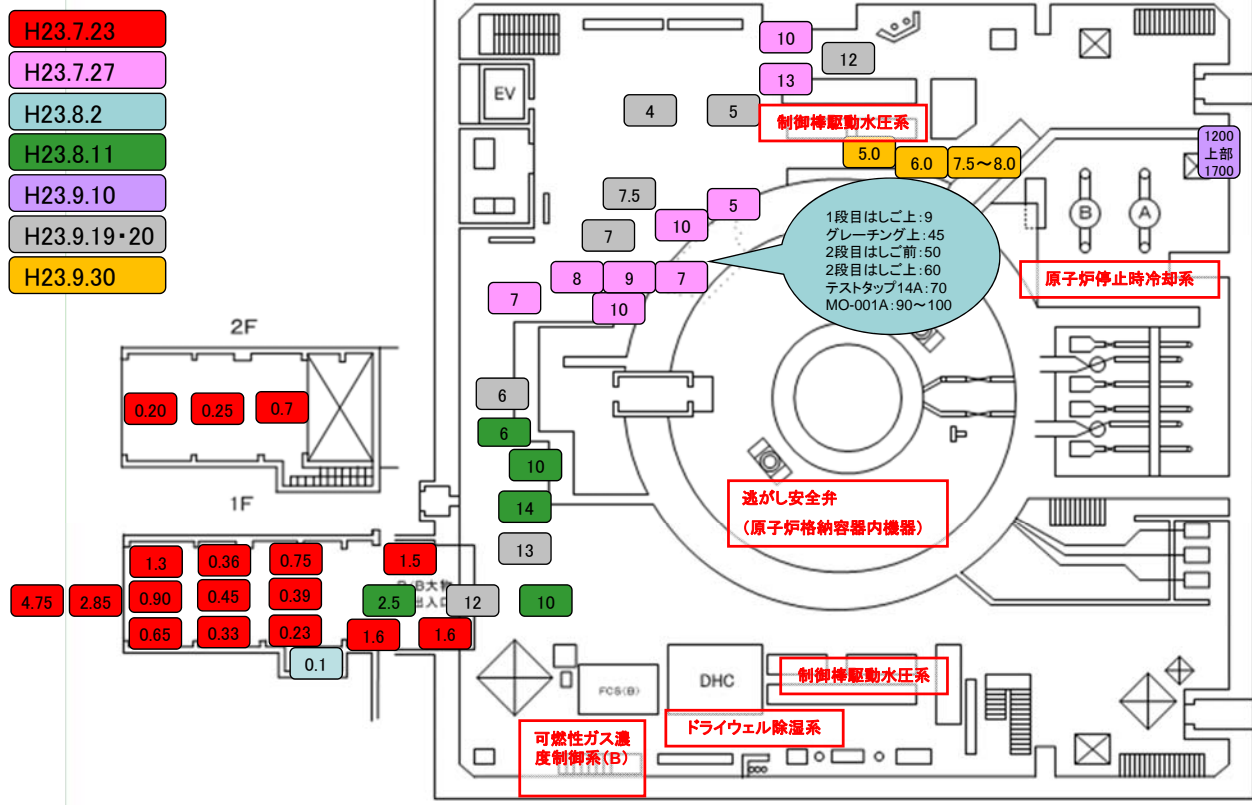 H23.7.23
H23.7.27
H23.8.2
H23.8.11
H23.9.10
H23.9.19・20
H23.9.30
EV
10
12
13
4
5
制御棒駆動水圧系
5.0
6.0
7.5～8.0
1200
上部
1700
7.5
5
10
7
8
9
7
7
10
1段目はしご上:9
グレーチング上:45
2段目はしご前:50
2段目はしご上:60
テストタップ14A:70
MO-001A:90～100
B
A
原子炉停止時冷却系
2F
0.20
0.25
0.7
6
6
10
14
13
逃がし安全弁
(原子炉格納容器内機器)
1F
1.3
0.36
0.75
1.5
4.75
2.85
0.90
0.45
0.39
大物
出入口
2.5
12
10
0.65
0.33
0.23
1.6
1.6
0.1
FCS(B)
DHC
制御棒駆動水圧系
ドライウェル除湿系
可燃性ガス濃
度制御系(B)